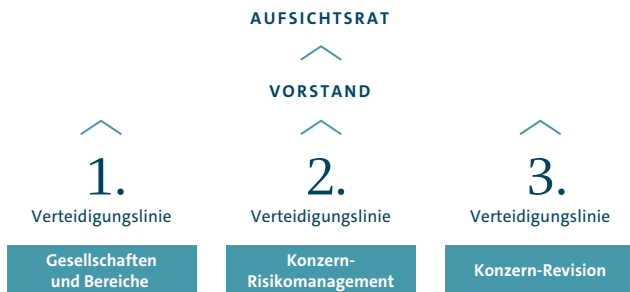 AUFSICHTSRAT
VORSTAND
1.
Verteidigungslinie
Gesellschaften
und Bereiche
2.
Verteidigungslinie
Konzern-
Risikomanagement
3.
Verteidigungslinie
Konzern-Revision